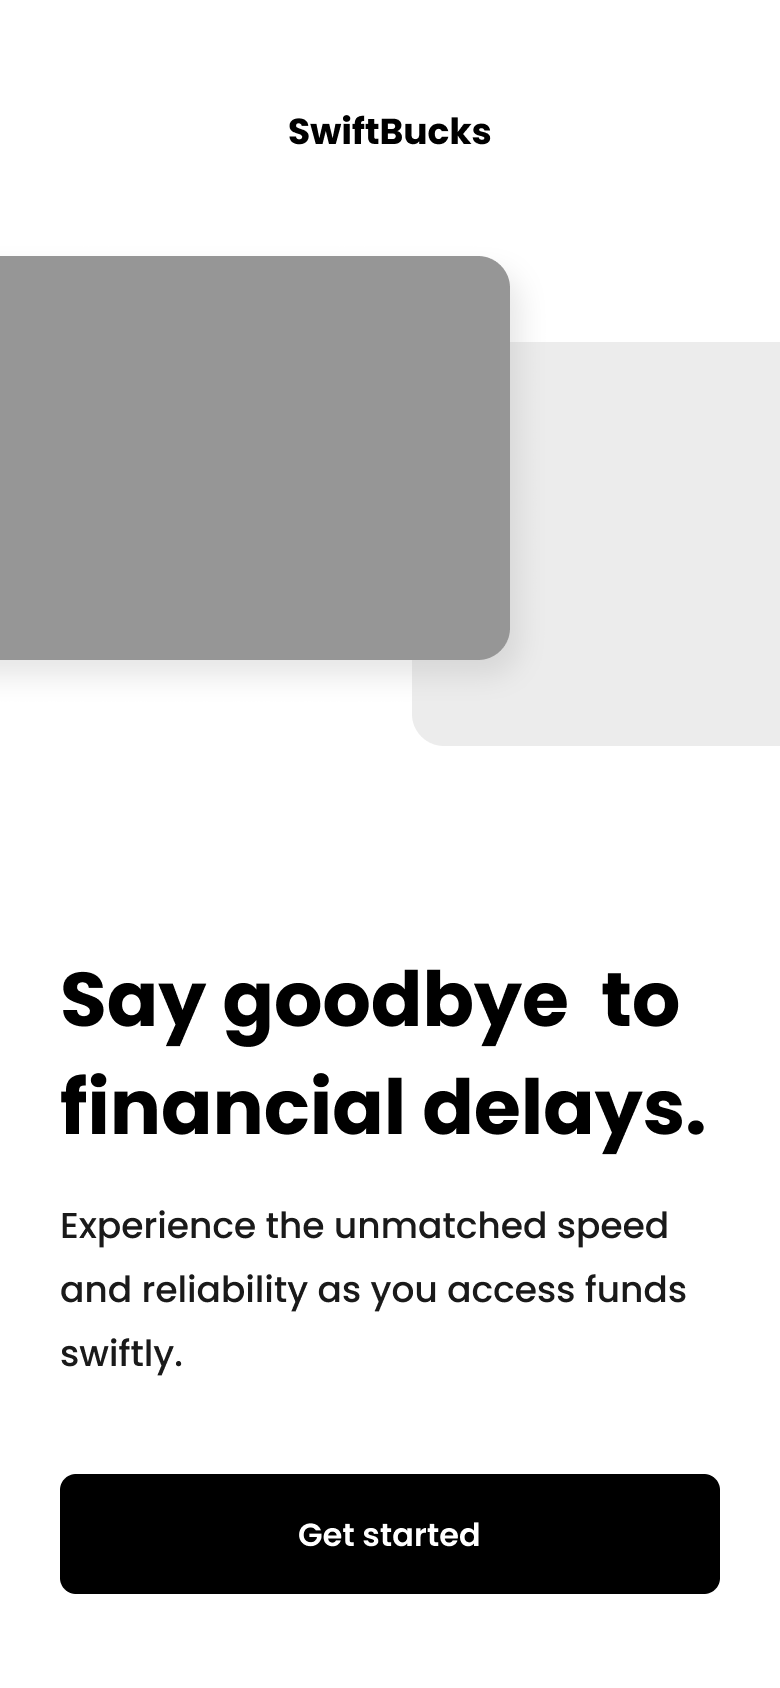 SwiftBucks
Say goodbye  to
financial delays.
Experience the unmatched speed
and reliability as you access funds
swiftly.
Get started